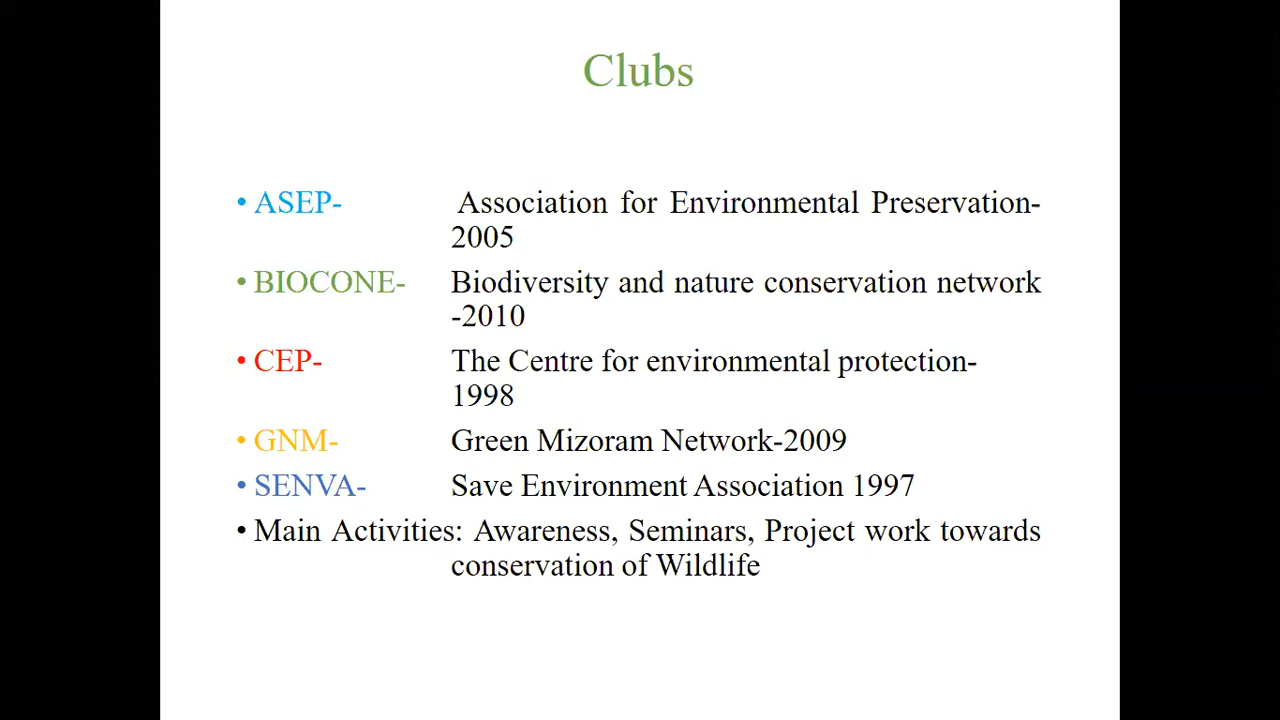 Clubs
• ASEP- Association for Environmental Preservation-
2005
• BIOCONE- Biodiversity and nature conservation network
-2010
• CEP- The Centre for environmental protection-
1998
• GNM- Green Mizoram Network-2009
• SENVA- Save Environment Association 1997
• Main Activities: Awareness, Seminars, Project work towards
conservation of Wildlife